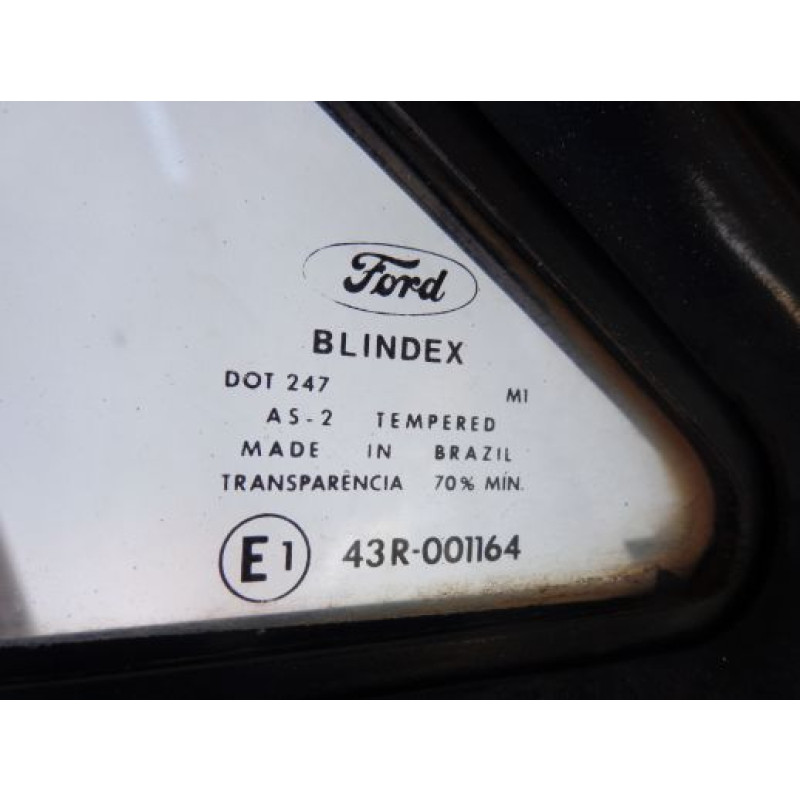 Ford
BLINDEX
DOT 247 M1
AS-2 TEMPERED
MADE IN BRAZIL
TRANSPARÊNCIA 70% MÍN.
E1 43R-001164